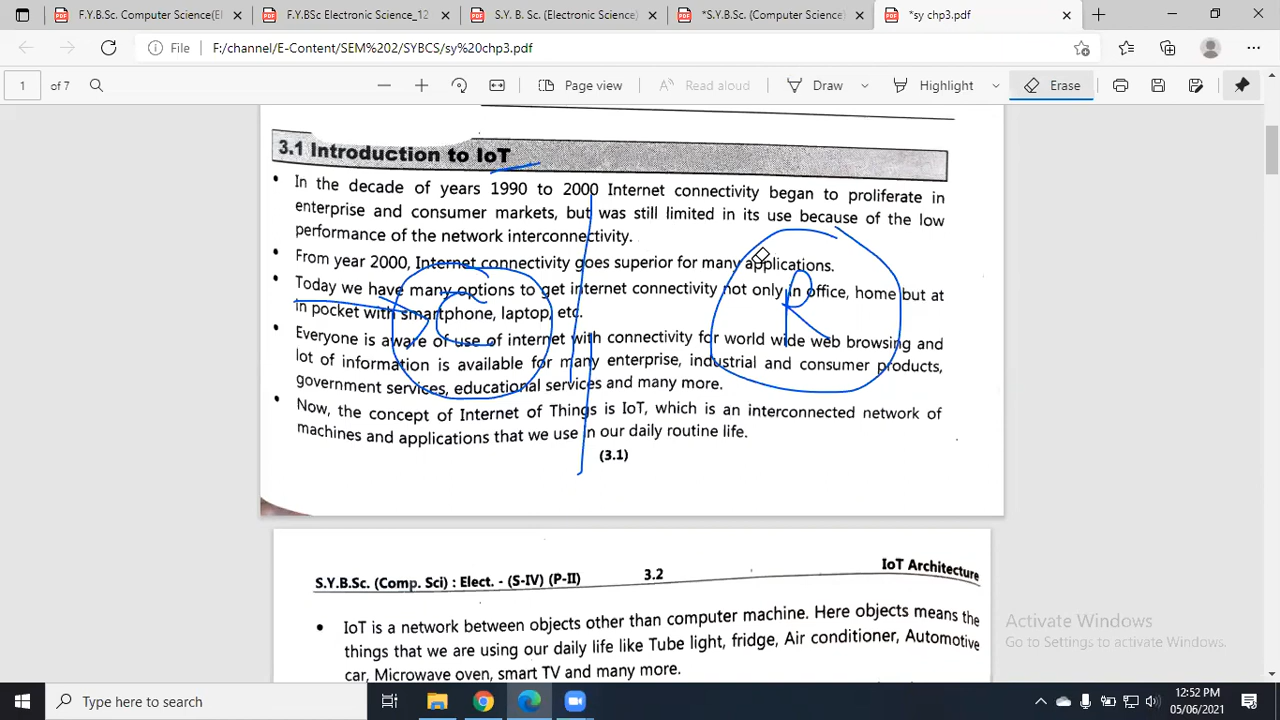 F.Y.B.Sc. Computer Science(El
F.Y.BSc Electronic Science_12
S.Y. B. Sc. (Electronic Science)
*S.Y.B.Sc. (Computer Science)
*sy chp3.pdf
File
F:/channel/E-Content/SEM%202/SYBCS/sy%20chp3.pdf
1 of 7
Page view
Read aloud
Draw
Highlight
Erase
3.1 Introduction to IoT
• In the decade of years 1990 to 2000 Internet connectivity began to proliferate in
enterprise and consumer markets, but was still limited in its use because of the low
performance of the network interconnectivity.
• From year 2000, Internet connectivity goes superior for many applications.
• Today we have many options to get internet connectivity not only in office, home but at
in pocket with smartphone, laptop, etc.
• Everyone is aware of use of internet with connectivity for world wide web browsing and
lot of information is available for many enterprise, industrial and consumer products,
government services, educational services and many more.
• Now, the concept of Internet of Things is IoT, which is an interconnected network of
machines and applications that we use in our daily routine life.
(3.1)
C
R
S.Y.B.Sc. (Comp. Sci) : Elect. - (S-IV) (P-II) 3.2 IoT Architecture
• IoT is a network between objects other than computer machine. Here objects means the
things that we are using our daily life like Tube light, fridge, Air conditioner, Automotive
car, Microwave oven, smart TV and many more.
Activate Windows
Go to Settings to activate Windows.
Type here to search
12:52 PM
05/06/2021